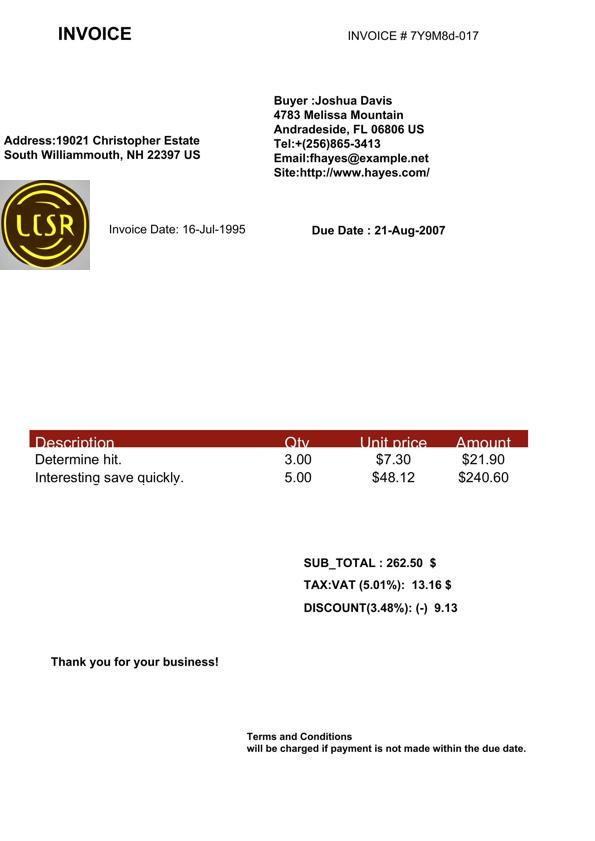 INVOICE
INVOICE # 7Y9M8d-017
Buyer :Joshua Davis
4783 Melissa Mountain
Andradeside, FL 06806 US
Tel:+(256)865-3413
Email:fhayes@example.net
Site:http://www.hayes.com/
Address:19021 Christopher Estate
South Williammouth, NH 22397 US
LCSR
Invoice Date: 16-Jul-1995
Due Date : 21-Aug-2007
Description Qty Unit price Amount
Determine hit. 3.00 $7.30 $21.90
Interesting save quickly. 5.00 $48.12 $240.60
SUB_TOTAL : 262.50 $
TAX:VAT (5.01%): 13.16 $
DISCOUNT(3.48%): (-) 9.13
Thank you for your business!
Terms and Conditions
will be charged if payment is not made within the due date.